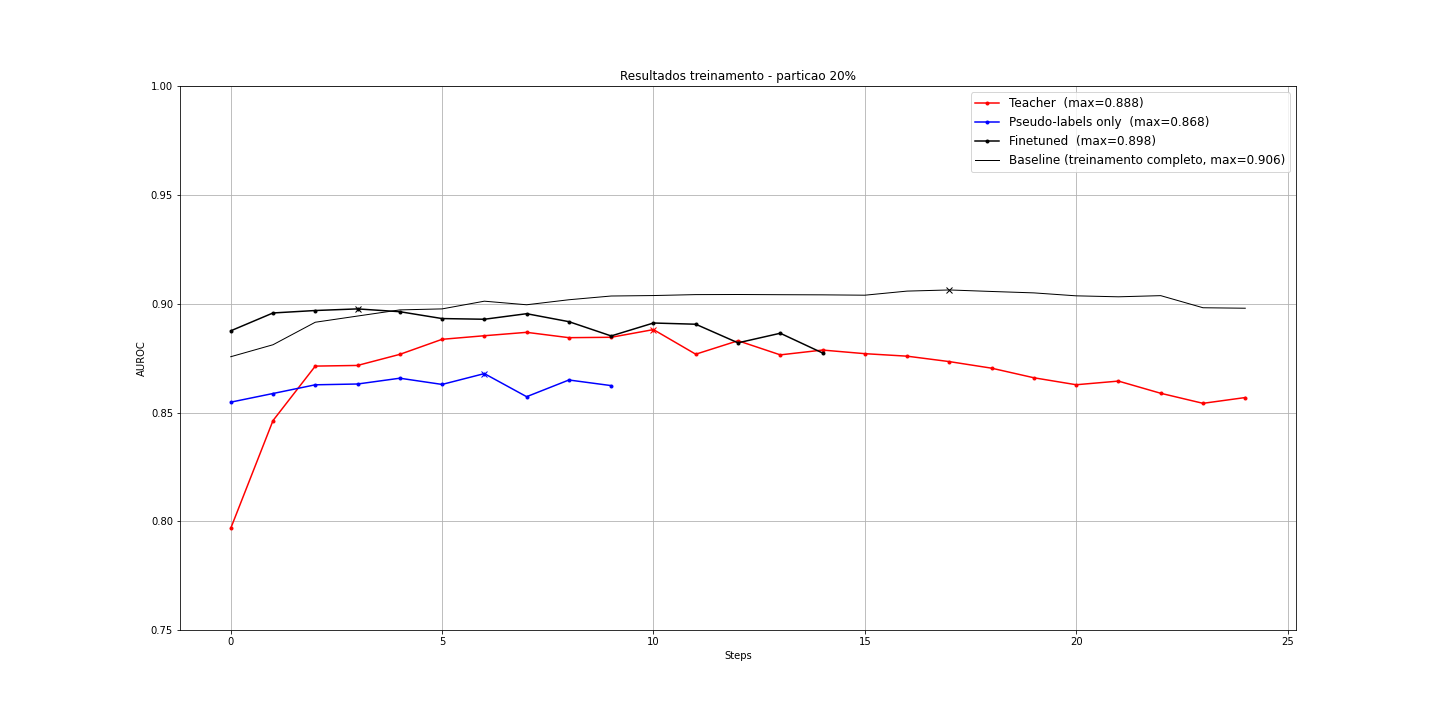 Resultados treinamento - particao 20%
1.00
0.95
0.90
0.85
0.80
0.75
AUROC
Teacher  (max=0.888)
Pseudo-labels only  (max=0.868)
Finetuned  (max=0.898)
Baseline (treinamento completo, max=0.906)
0 5 10 15 20 25
Steps